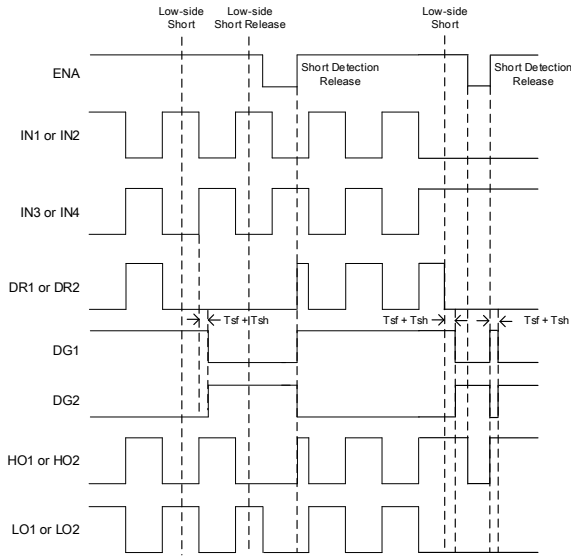 Low-side
Short
Low-side
Short Release
Low-side
Short
ENA
Short Detection
Release
Short Detection
Release
IN1 or IN2
IN3 or IN4
DR1 or DR2
Tsf + Tsh
Tsf + Tsh
Tsf + Tsh
DG1
DG2
HO1 or HO2
LO1 or LO2